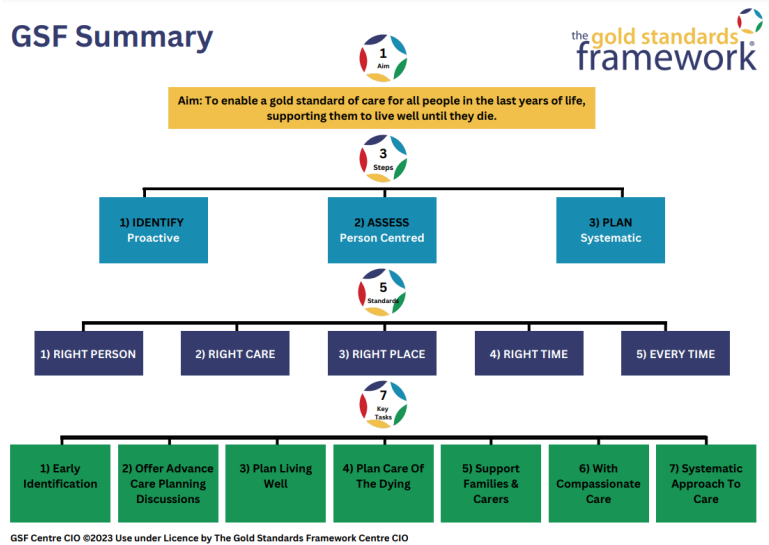 GSF Summary
the gold standards
framework®
1
Aim
Aim: To enable a gold standard of care for all people in the last years of life,
supporting them to live well until they die.
3
Steps
1) IDENTIFY
Proactive
2) ASSESS
Person Centred
3) PLAN
Systematic
5
Standards
1) RIGHT PERSON
2) RIGHT CARE
3) RIGHT PLACE
4) RIGHT TIME
5) EVERY TIME
7
Key
Tasks
1) Early
Identification
2) Offer Advance
Care Planning
Discussions
3) Plan Living
Well
4) Plan Care Of
The Dying
5) Support
Families &
Carers
6) With
Compassionate
Care
7) Systematic
Approach To
Care
GSF Centre CIO ©2023 Use under Licence by The Gold Standards Framework Centre CIO